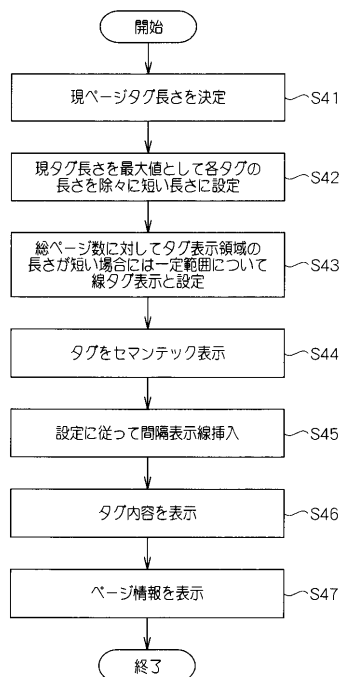 開始
現ページタグ長さを決定
S41
現タグ長さを最大値として各タグの
長さを除々に短い長さに設定
S42
総ページ数に対してタグ表示領域の
長さが短い場合には一定範囲について
線タグ表示と設定
S43
タグをセマンテック表示
S44
設定に従って間隔表示線挿入
S45
タグ内容を表示
S46
ページ情報を表示
S47
終了